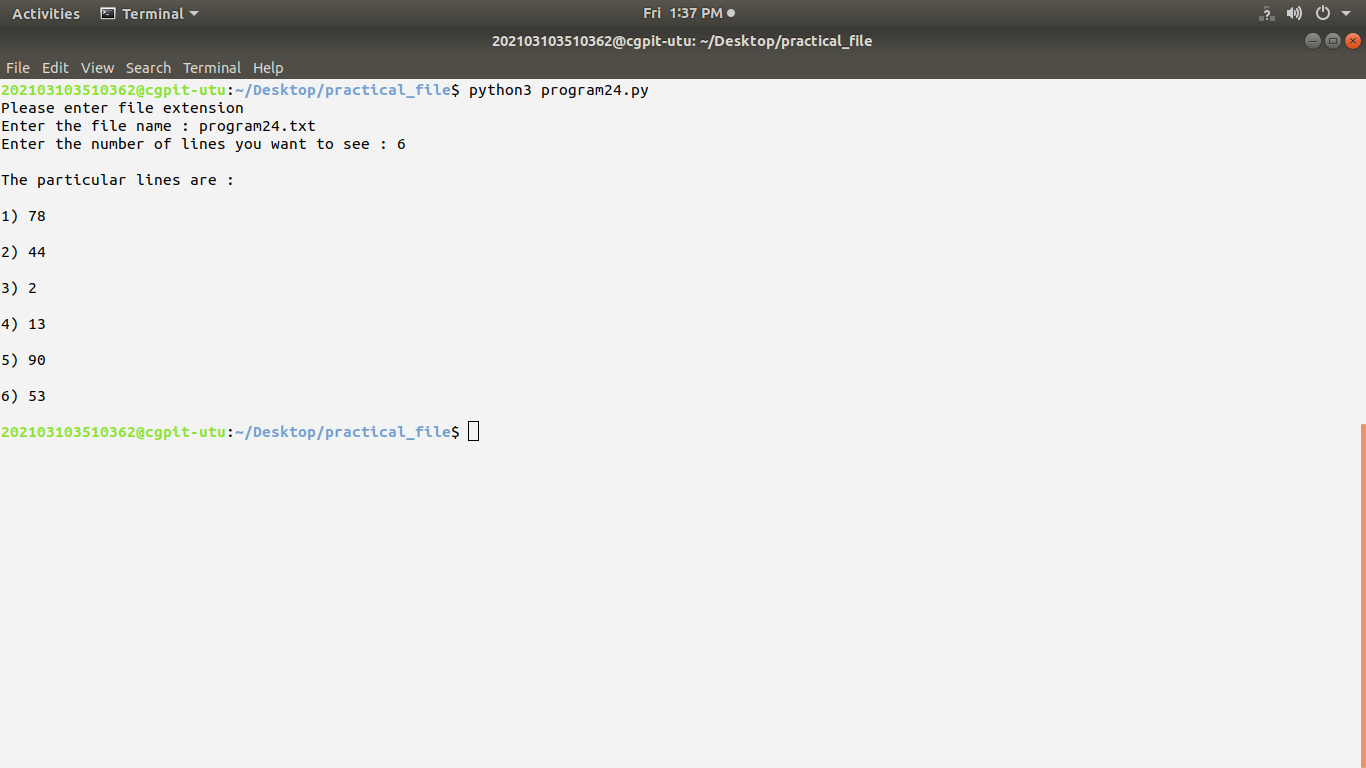 Activities Terminal Fri 1:37 PM
202103103510362@cgpit-utu: ~/Desktop/practical_file
File Edit View Search Terminal Help
202103103510362@cgpit-utu:~/Desktop/practical_file$ python3 program24.py
Please enter file extension
Enter the file name : program24.txt
Enter the number of lines you want to see : 6
The particular lines are :
1) 78
2) 44
3) 2
4) 13
5) 90
6) 53
202103103510362@cgpit-utu:~/Desktop/practical_file$